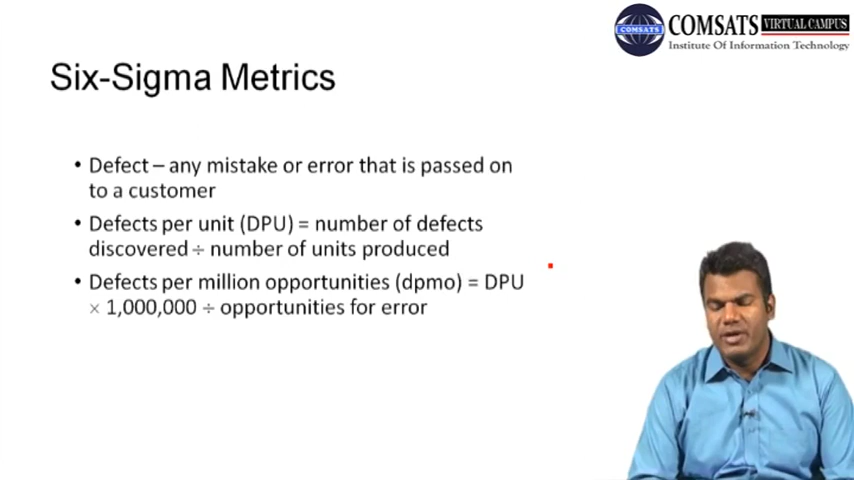 COMSATS
COMSATS VIRTUAL CAMPUS
Institute Of Information Technology
Six-Sigma Metrics
• Defect – any mistake or error that is passed on
to a customer
• Defects per unit (DPU) = number of defects
discovered ÷ number of units produced
• Defects per million opportunities (dpmo) = DPU
× 1,000,000 ÷ opportunities for error